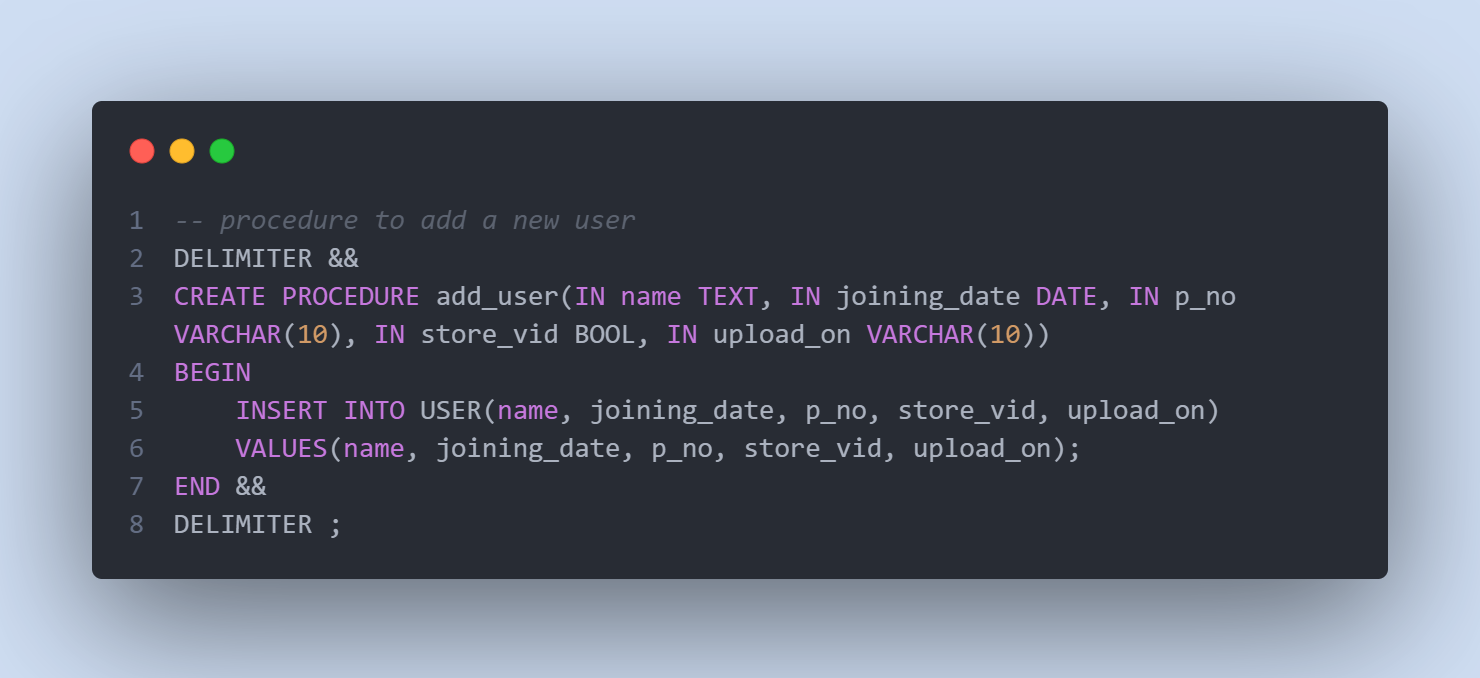 1 -- procedure to add a new user
2 DELIMITER &&
3 CREATE PROCEDURE add_user(IN name TEXT, IN joining_date DATE, IN p_no
VARCHAR(10), IN store_vid BOOL, IN upload_on VARCHAR(10))
4 BEGIN
5     INSERT INTO USER(name, joining_date, p_no, store_vid, upload_on)
6     VALUES(name, joining_date, p_no, store_vid, upload_on);
7 END &&
8 DELIMITER ;